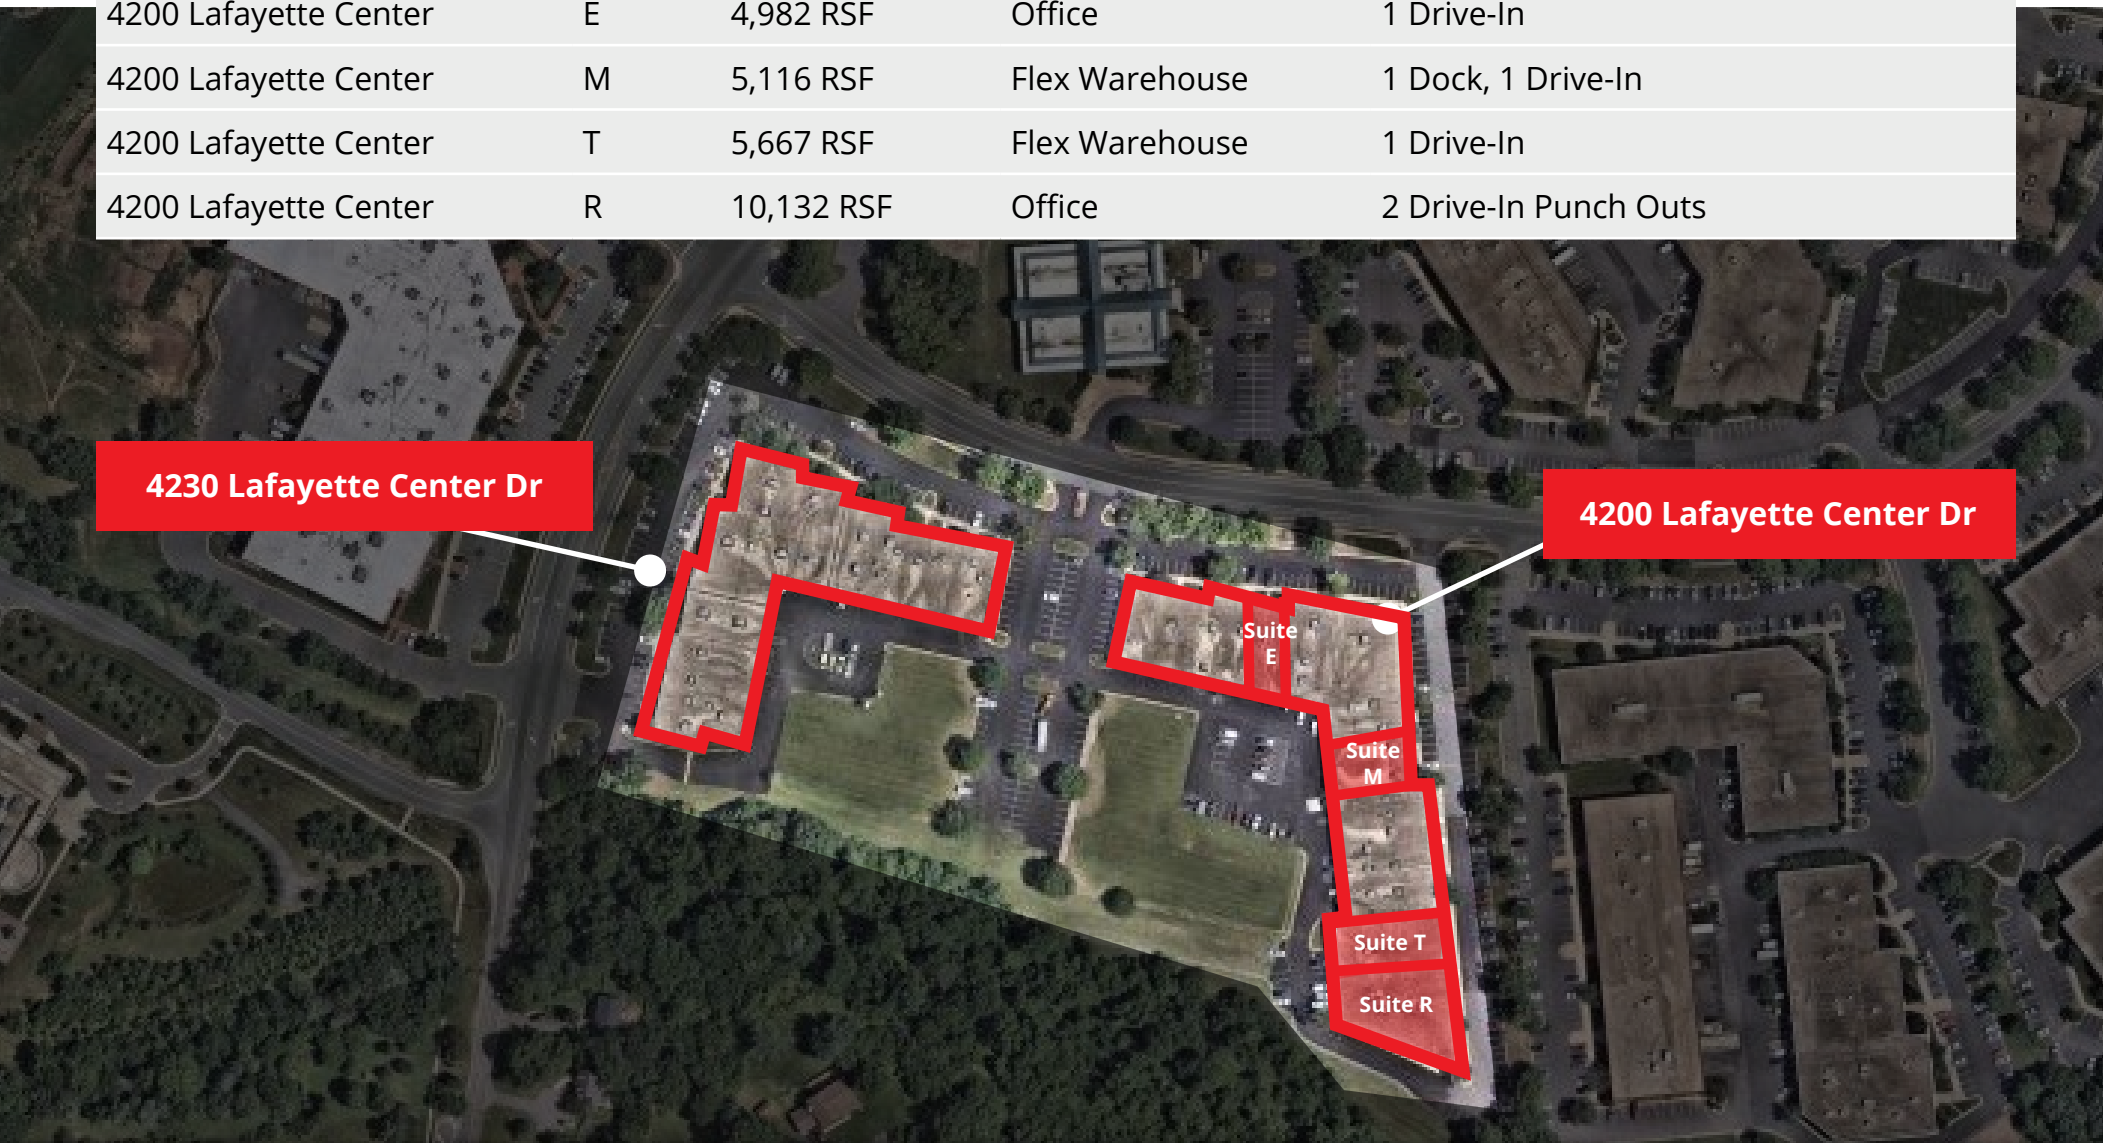 4200 Lafayette Center E 4,982 RSF Office 1 Drive-In
4200 Lafayette Center M 5,116 RSF Flex Warehouse 1 Dock, 1 Drive-In
4200 Lafayette Center T 5,667 RSF Flex Warehouse 1 Drive-In
4200 Lafayette Center R 10,132 RSF Office 2 Drive-In Punch Outs
4230 Lafayette Center Dr
4200 Lafayette Center Dr
Suite
E
Suite
M
Suite T
Suite R